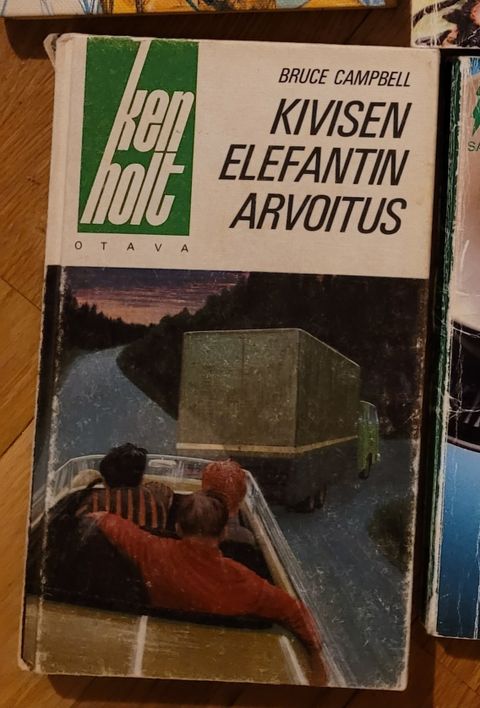 ken
holt
OTAVA
BRUCE CAMPBELL
KIVISEN
ELEFANTIN
ARVOITUS